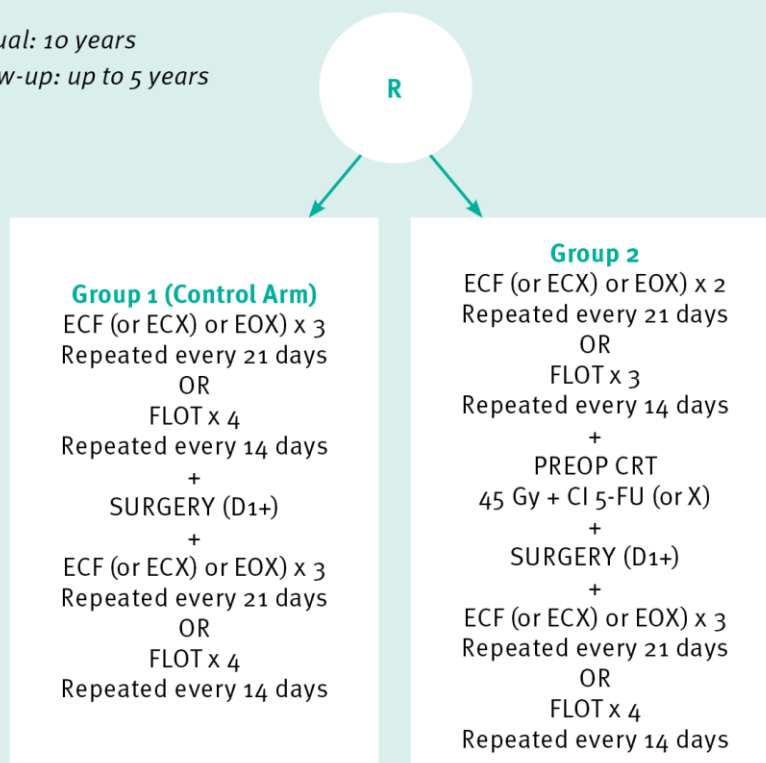 ual: 10 years
w-up: up to 5 years
R
Group 1 (Control Arm)
ECF (or ECX) or EOX) x 3
Repeated every 21 days
OR
FLOT x 4
Repeated every 14 days
+
SURGERY (D1+)
+
ECF (or ECX) or EOX) x 3
Repeated every 21 days
OR
FLOT x 4
Repeated every 14 days
Group 2
ECF (or ECX) or EOX) x 2
Repeated every 21 days
OR
FLOT x 3
Repeated every 14 days
+
PREOP CRT
45 Gy + CI 5-FU (or X)
+
SURGERY (D1+)
+
ECF (or ECX) or EOX) x 3
Repeated every 21 days
OR
FLOT x 4
Repeated every 14 days